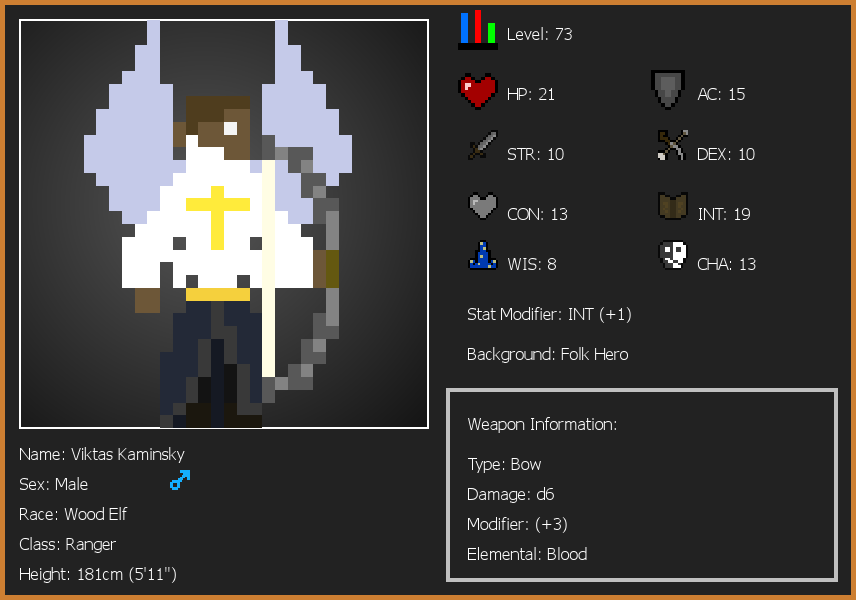 Level: 73
HP: 21
AC: 15
STR: 10
DEX: 10
CON: 13
INT: 19
WIS: 8
CHA: 13
Stat Modifier: INT (+1)
Background: Folk Hero
Weapon Information:
Type: Bow
Damage: d6
Modifier: (+3)
Elemental: Blood
Name: Viktas Kaminsky
Sex: Male
Race: Wood Elf
Class: Ranger
Height: 181cm (5'11")